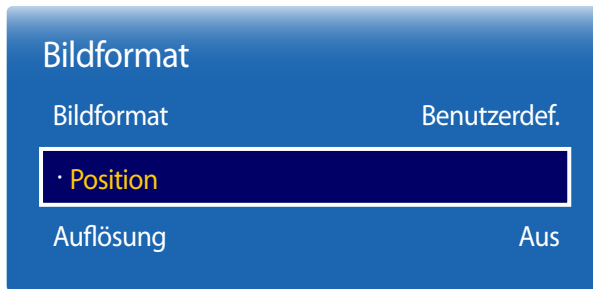 Bildformat
Bildformat Benutzerdef.
· Position
Auflösung Aus